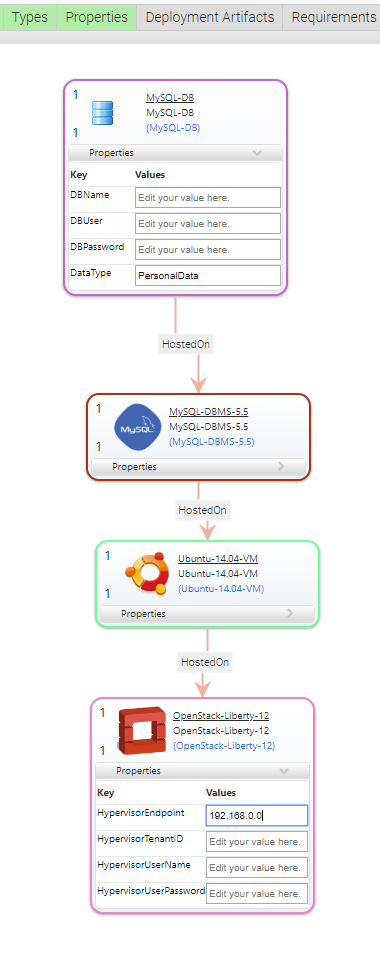 Types Properties Deployment Artifacts Requirements
1 MySQL-DB
MySQL-DB
1 (MySQL-DB)
Properties
Key Values
DBName Edit your value here.
DBUser Edit your value here.
DBPassword Edit your value here.
DataType PersonalData
HostedOn
1 MySQL-DBMS-5.5
MySQL MySQL-DBMS-5.5
1 (MySQL-DBMS-5.5)
Properties
HostedOn
1 Ubuntu-14.04-VM
Ubuntu-14.04-VM
1 (Ubuntu-14.04-VM)
Properties
HostedOn
1 OpenStack-Liberty-12
OpenStack-Liberty-12
1 (OpenStack-Liberty-12)
Properties
Key Values
HypervisorEndpoint 192.168.0.0
HypervisorTenantID Edit your value here.
HypervisorUserName Edit your value here.
HypervisorUserPassword Edit your value here.